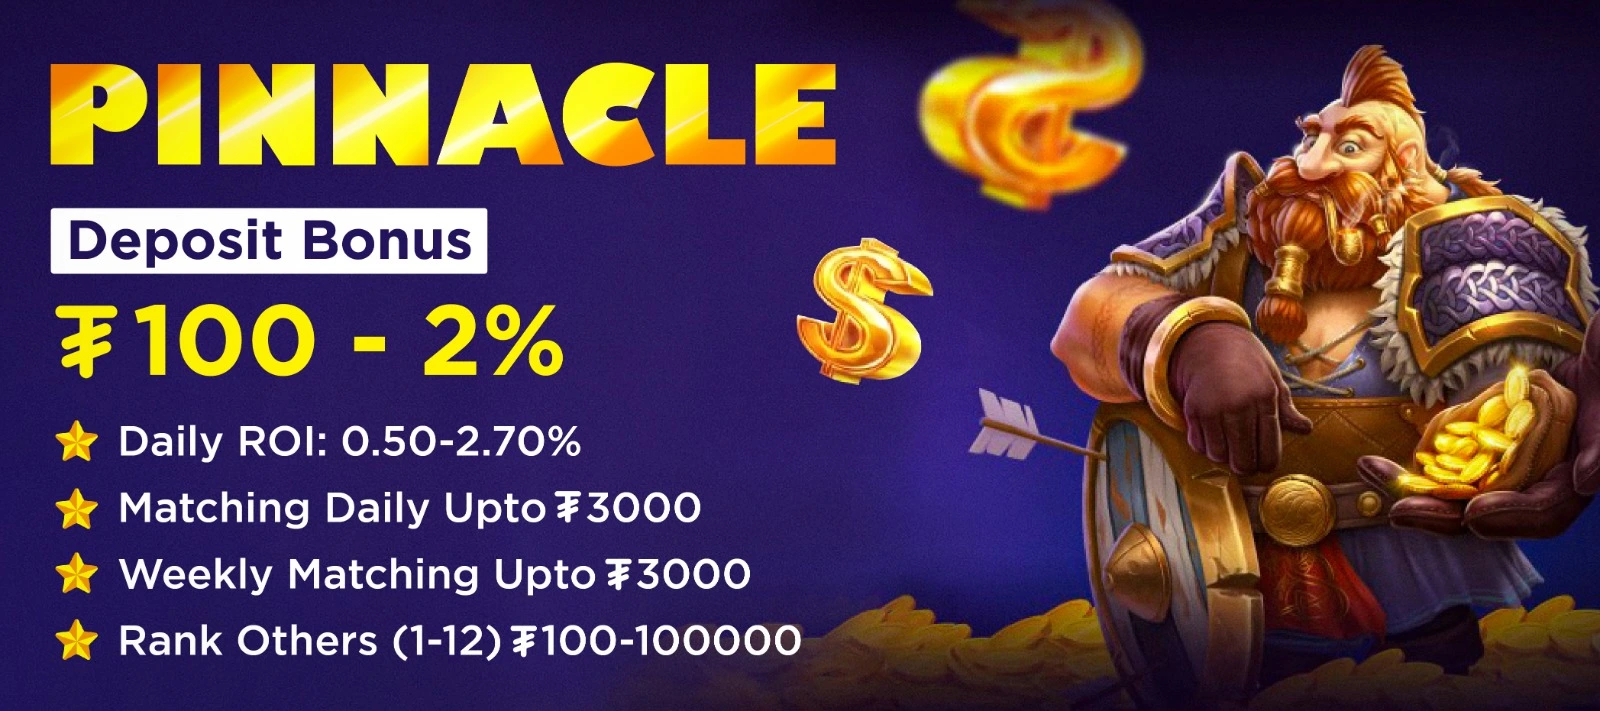 PINNACLE
Deposit Bonus
₮100 - 2%
Daily ROI: 0.50-2.70%
Matching Daily Upto ₮3000
Weekly Matching Upto ₮3000
Rank Others (1-12) ₮100-100000